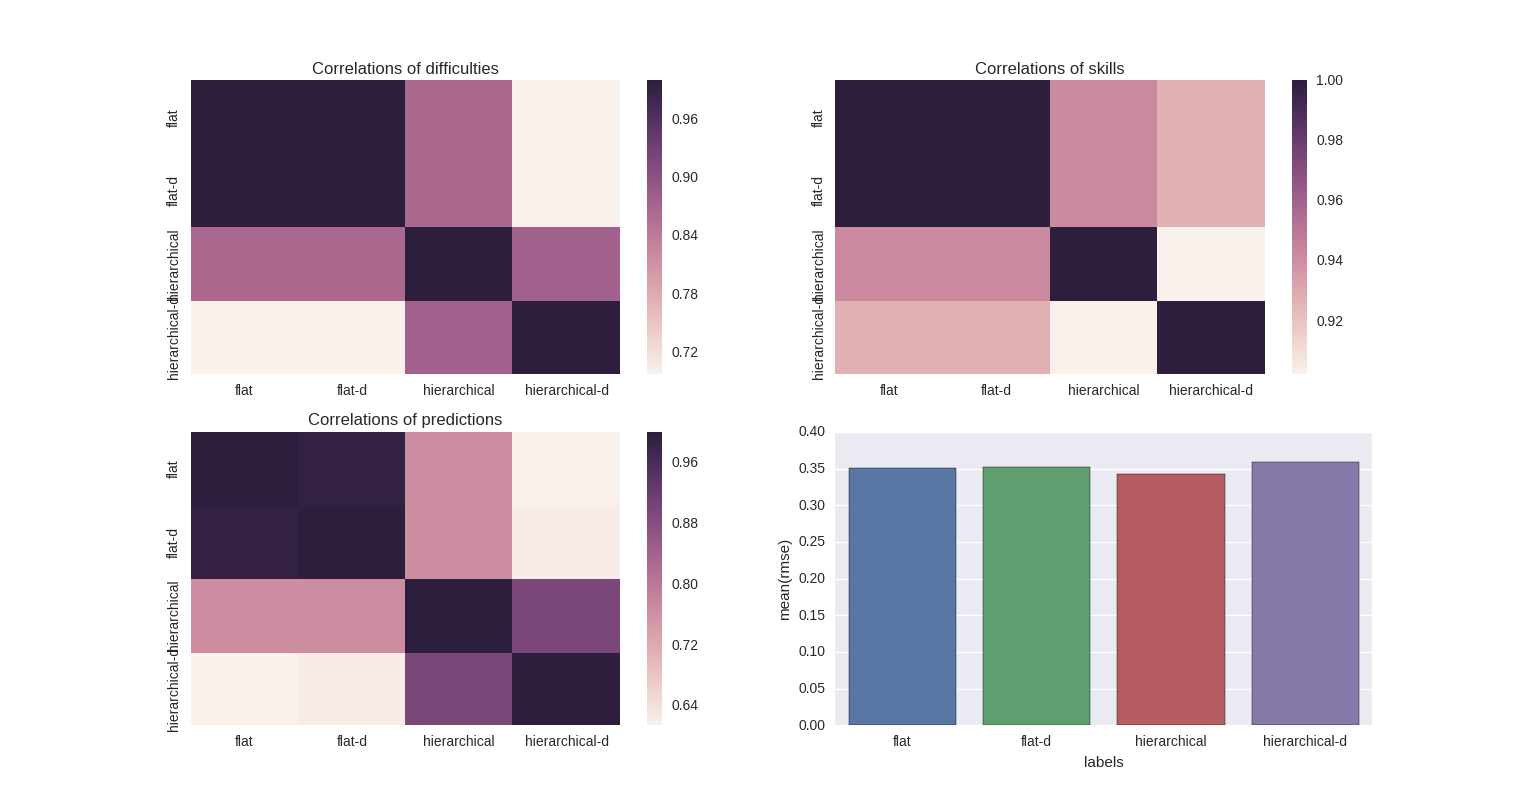 Correlations of difficulties
flat
flat-d
hierarchical
hierarchical-d
0.96
0.90
0.84
0.78
0.72
flat flat-d hierarchical hierarchical-d
Correlations of skills
flat
flat-d
hierarchical
hierarchical-d
1.00
0.98
0.96
0.94
0.92
flat flat-d hierarchical hierarchical-d
Correlations of predictions
flat
flat-d
hierarchical
hierarchical-d
0.96
0.88
0.80
0.72
0.64
flat flat-d hierarchical hierarchical-d
mean(rmse)
0.40
0.35
0.30
0.25
0.20
0.15
0.10
0.05
0.00
flat flat-d hierarchical hierarchical-d
labels